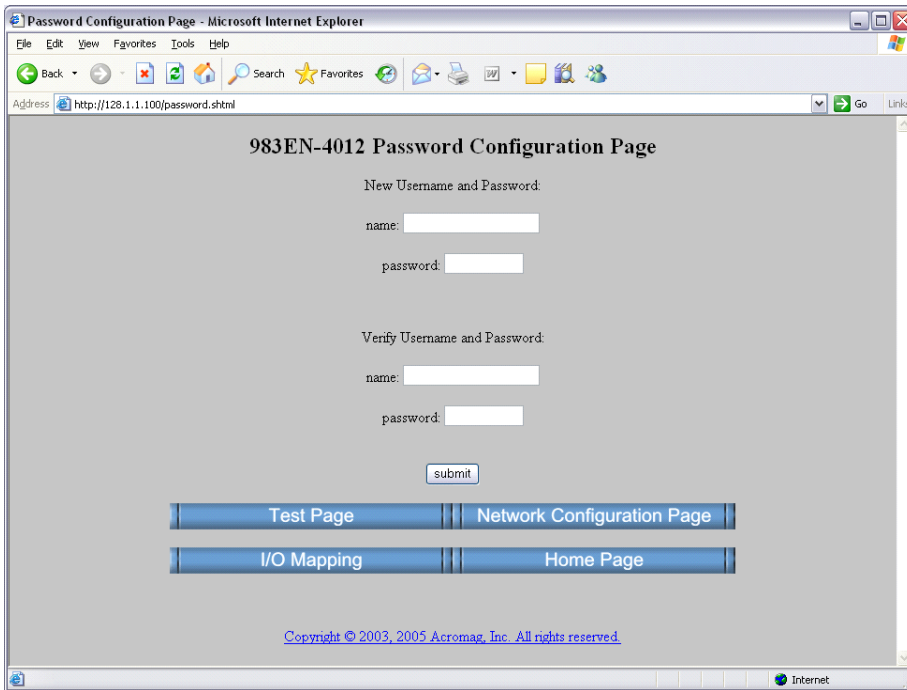 Password Configuration Page - Microsoft Internet Explorer
File Edit View Favorites Tools Help
Back Search Favorites
Address http://128.1.1.100/password.shtml Go Links
983EN-4012 Password Configuration Page
New Username and Password:
name:
password:
Verify Username and Password:
name:
password:
submit
Test Page Network Configuration Page
I/O Mapping Home Page
Copyright © 2003, 2005 Acromag, Inc. All rights reserved.
Internet